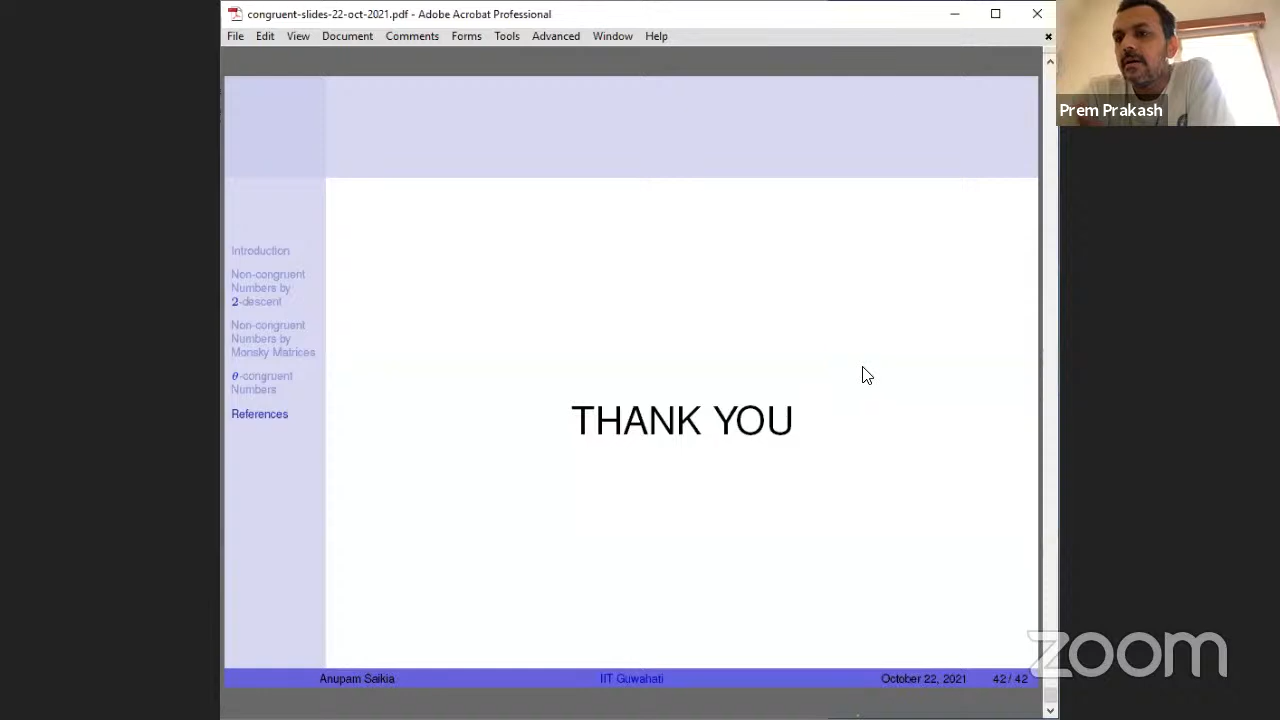 congruent-slides-22-oct-2021.pdf - Adobe Acrobat Professional
File Edit View Document Comments Forms Tools Advanced Window Help
Prem Prakash
Introduction
Non-congruent
Numbers by
2-descent
Non-congruent
Numbers by
Monsky Matrices
θ-congruent
Numbers
References
THANK YOU
Anupam Saikia IIT Guwahati October 22, 2021 42 / 42
zoom